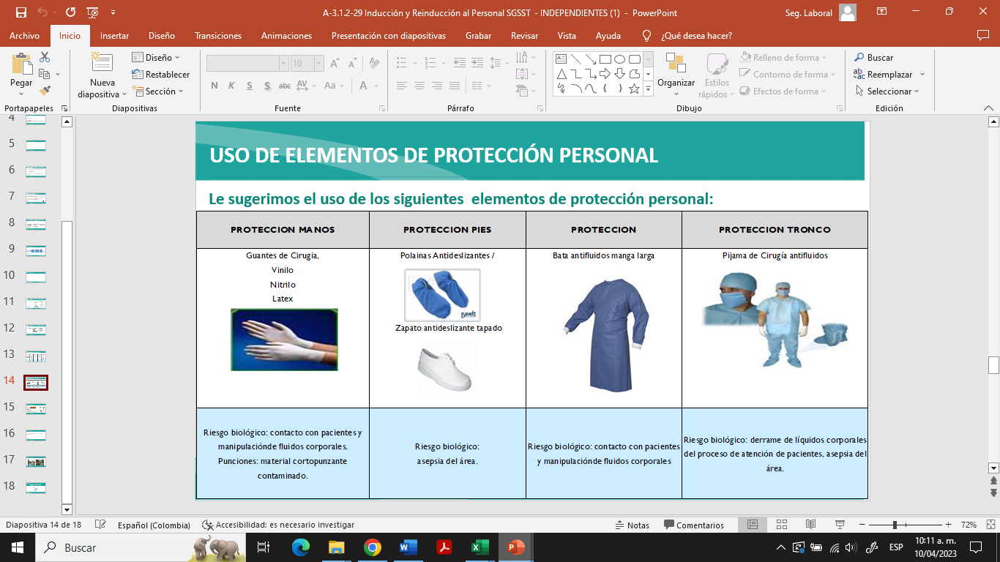 A-3.1.2-29 Inducción y Reinducción al Personal SGSST - INDEPENDIENTES (1) - PowerPoint
Seg. Laboral
Archivo
Inicio
Insertar
Diseño
Transiciones
Animaciones
Presentación con diapositivas
Grabar
Revisar
Vista
Ayuda
¿Qué desea hacer?
Pegar
Portapapeles
Nueva
diapositiva
Diseño
Restablecer
Sección
Diapositivas
10
N K S S abc AV Aa A
Fuente
Párrafo
Organizar
Estilos
rápidos
Relleno de forma
Contorno de forma
Efectos de forma
Dibujo
Buscar
Reemplazar
Seleccionar
Edición
4
5
6
7
8
9
10
11
12
13
14
15
16
17
18
USO DE ELEMENTOS DE PROTECCIÓN PERSONAL
Le sugerimos el uso de los siguientes elementos de protección personal:
PROTECCION MANOS
PROTECCION PIES
PROTECCION
PROTECCION TRONCO
Guantes de Cirugia,
Vinilo
Nitrilo
Latex
Polainas Antideslizantes /
Bavett
Zapato antideslizante tapado
Bata antifluidos manga larga
Pijama de Cirugía antifluidos
Riesgo biológico: contacto con pacientes y
manipulaciónde fluidos corporales.
Punciones: material cortopunzante
contaminado.
Riesgo biológico:
asepsia del área.
Riesgo biológico: contacto con pacientes
y manipulaciónde fluidos corporales
Riesgo biológico: derrame de líquidos corporales
del proceso de atención de pacientes, asepsia del
área.
Diapositiva 14 de 18
Español (Colombia)
Accesibilidad: es necesario investigar
Notas
Comentarios
72%
Buscar
ESP
10:11 a. m.
10/04/2023